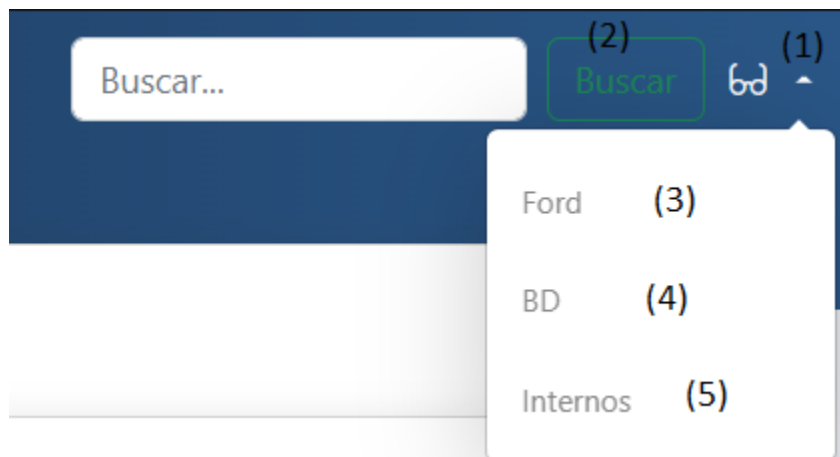 (2) (1)
Buscar... Buscar
Ford (3)
BD (4)
Internos (5)